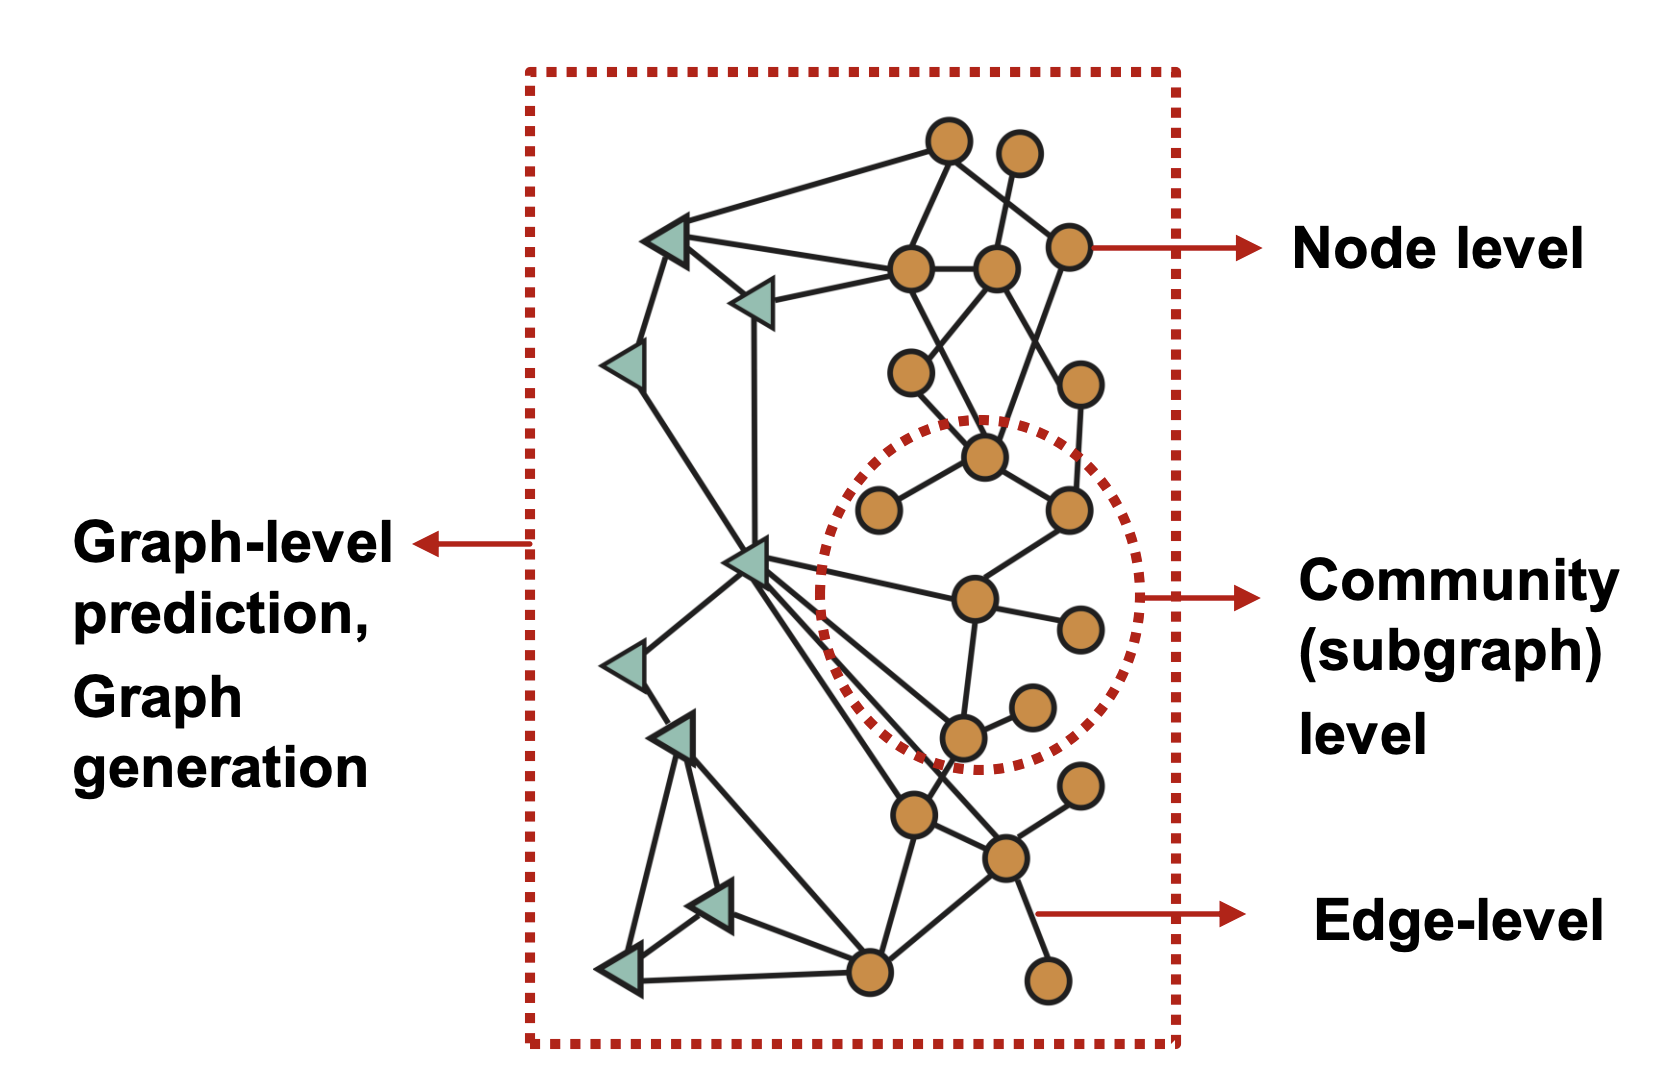 Node level
Graph-level
prediction,
Graph
generation
Community
(subgraph)
level
Edge-level